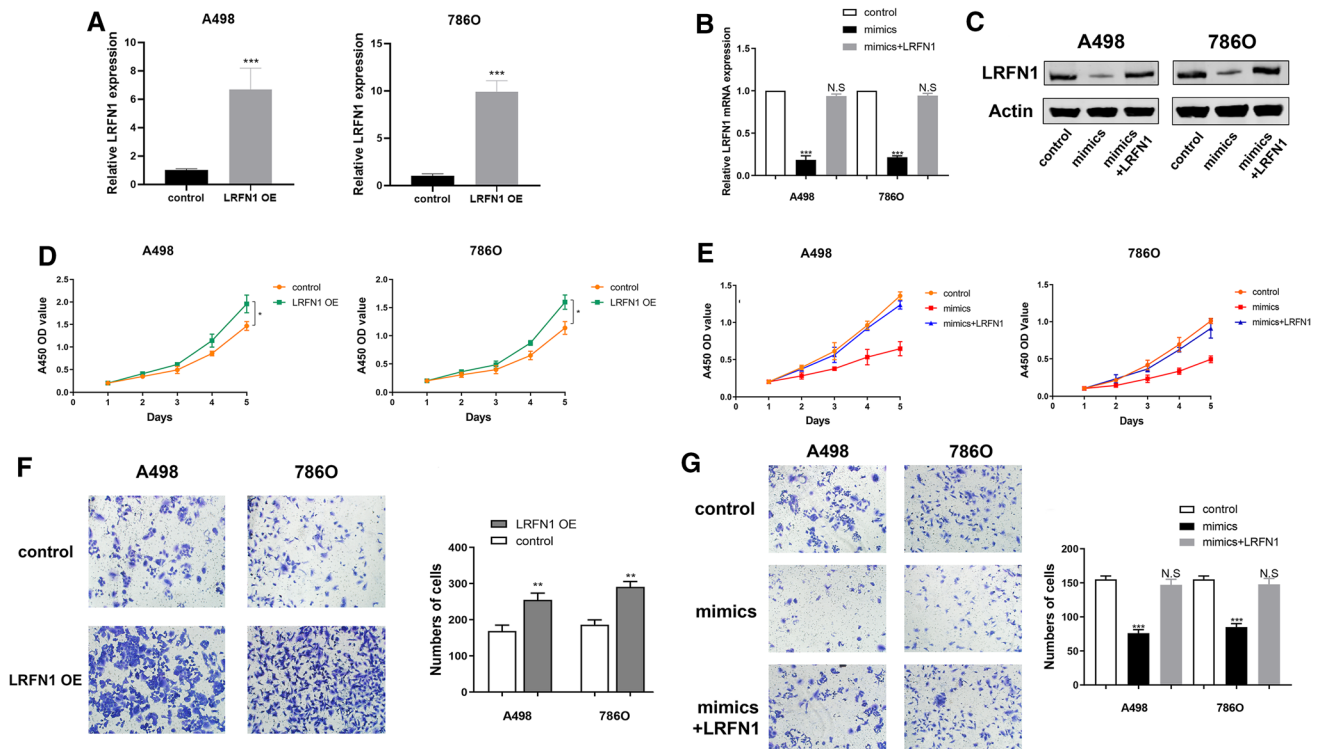 A
A498
Relative LRFN1 expression
10
8
6
4
2
0
***
control
LRFN1 OE
786O
Relative LRFN1 expression
15
10
5
0
***
control
LRFN1 OE
B
control
mimics
mimics+LRFN1
Relative LRFN1 mRNA expression
1.5
1.0
0.5
0.0
***
N.S
***
N.S
A498
786O
C
A498
786O
LRFN1
Actin
control
mimics
mimics
+LRFN1
control
mimics
mimics
+LRFN1
D
A498
A450 OD value
2.5
2.0
1.5
1.0
0.5
0.0
0 1 2 3 4 5
Days
control
LRFN1 OE
*
786O
A450 OD value
2.5
2.0
1.5
1.0
0.5
0.0
0 1 2 3 4 5
Days
control
LRFN1 OE
*
E
A498
A450 OD Value
1.5
1.0
0.5
0.0
0 1 2 3 4 5
Days
control
mimics
mimics+LRFN1
786O
A450 OD Value
1.5
1.0
0.5
0.0
0 1 2 3 4 5
Days
control
mimics
mimics+LRFN1
F
A498
786O
control
LRFN1 OE
LRFN1 OE
control
Numbers of cells
400
300
200
100
0
**
**
A498
786O
G
A498
786O
control
mimics
mimics
+LRFN1
control
mimics
mimics+LRFN1
Numbers of cells
200
150
100
50
0
***
N.S
***
N.S
A498
786O